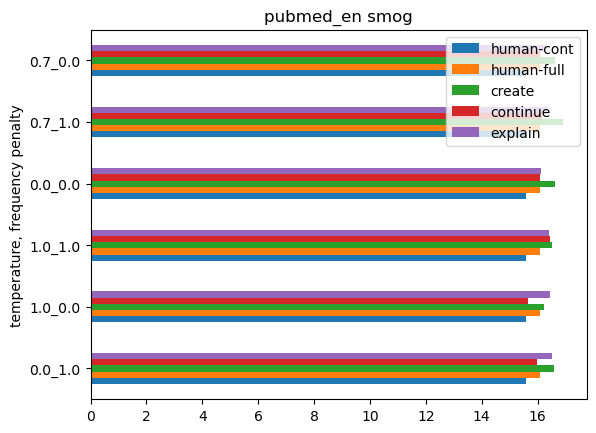 pubmed_en smog
human-cont
human-full
create
continue
explain
temperature, frequency penalty
0.7_0.0
0.7_1.0
0.0_0.0
1.0_1.0
1.0_0.0
0.0_1.0
0 2 4 6 8 10 12 14 16